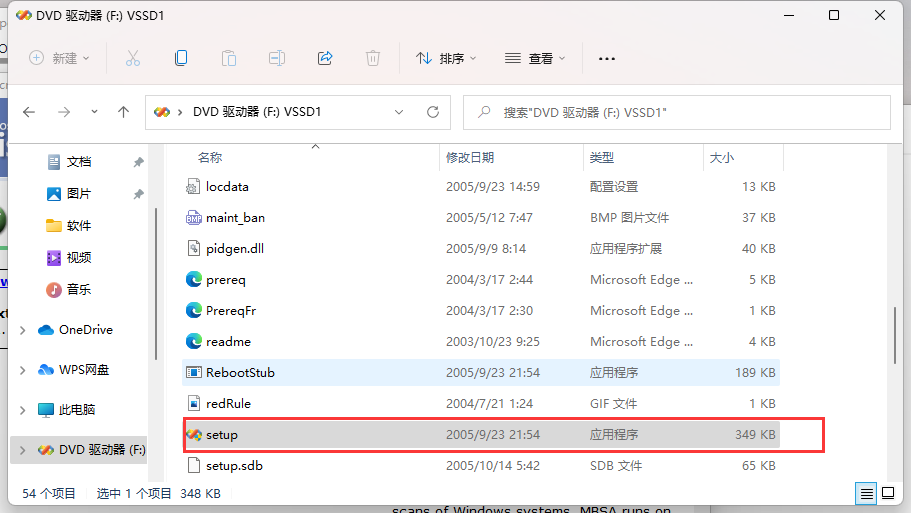 DVD 驱动器 (F:) VSSD1
新建
排序
查看
DVD 驱动器 (F:) VSSD1
搜索"DVD 驱动器 (F:) VSSD1"
文档
图片
软件
视频
音乐
OneDrive
WPS网盘
此电脑
DVD 驱动器 (F:)
名称 修改日期 类型 大小
locdata 2005/9/23 14:59 配置设置 13 KB
maint_ban 2005/5/12 7:47 BMP 图片文件 37 KB
pidgen.dll 2005/9/9 8:14 应用程序扩展 40 KB
prereq 2004/3/17 2:44 Microsoft Edge ... 5 KB
PrereqFr 2004/3/17 2:30 Microsoft Edge ... 1 KB
readme 2003/10/23 9:25 Microsoft Edge ... 4 KB
RebootStub 2005/9/23 21:54 应用程序 189 KB
redRule 2004/7/21 1:24 GIF 文件 1 KB
setup 2005/9/23 21:54 应用程序 349 KB
setup.sdb 2005/10/14 5:42 SDB 文件 65 KB
54 个项目 选中 1 个项目 348 KB
scans of Windows systems. MBSA runs on